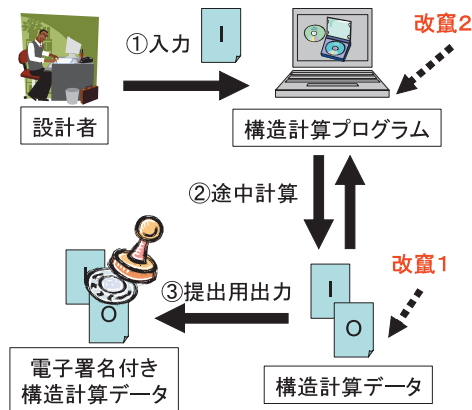 ①入力
I
改竄2
設計者
構造計算プログラム
②途中計算
改竄1
I
O
③提出用出力
I
O
電子署名付き
構造計算データ
構造計算データ